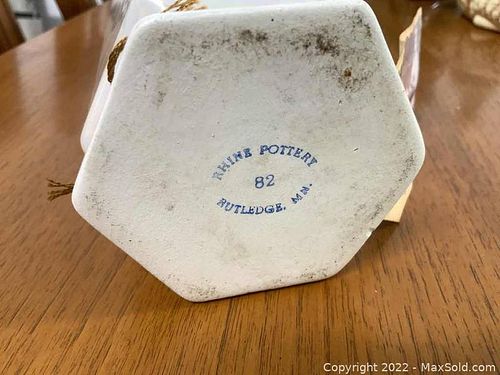 RHINE POTTERY
82
RUTLEDGE, MN.
Copyright 2022 - MaxSold.com